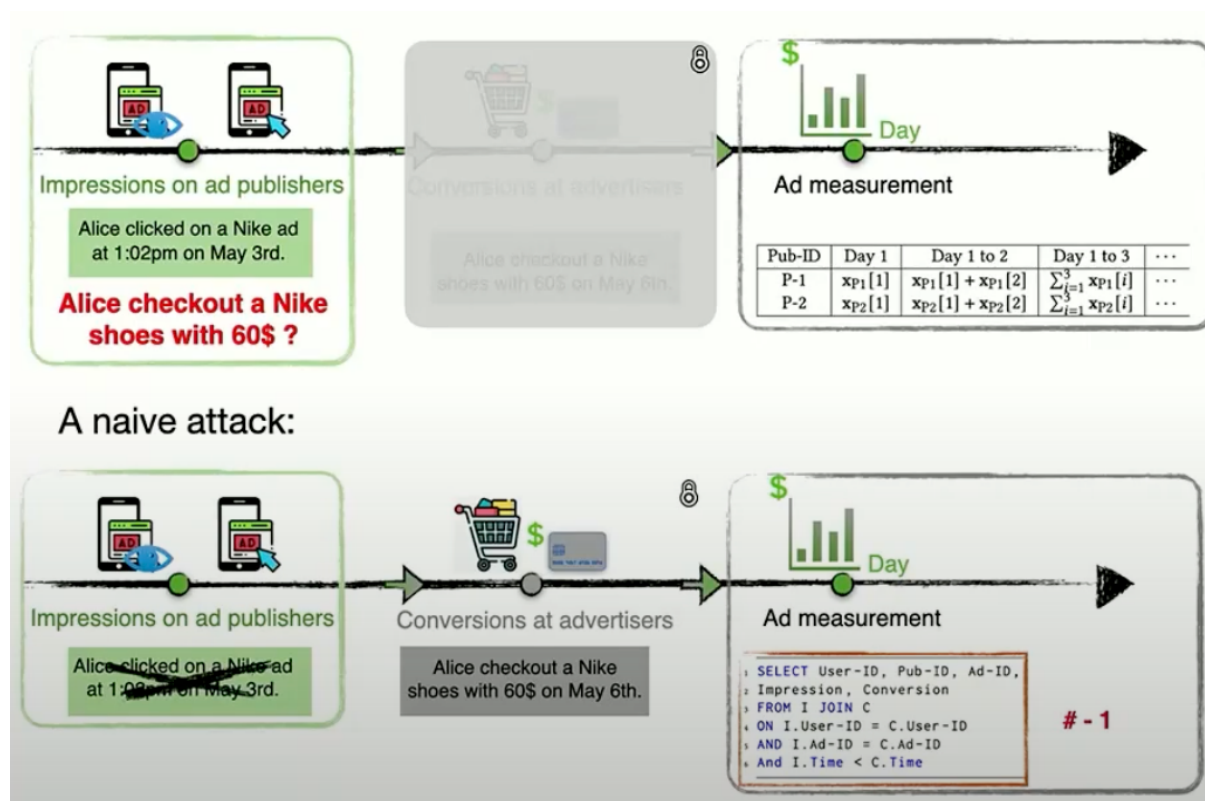 AD
AD
$
Day
Impressions on ad publishers
Conversions at advertisers
Ad measurement
Alice clicked on a Nike ad
at 1:02pm on May 3rd.
Alice checkout a Nike
shoes with 60$ on May 6th.
Alice checkout a Nike
shoes with 60$ ?
Pub-ID Day 1 Day 1 to 2 Day 1 to 3 ···
P-1 x_P1[1] x_P1[1] + x_P1[2] ∑³ᵢ₌₁ x_P1[i] ···
P-2 x_P2[1] x_P2[1] + x_P2[2] ∑³ᵢ₌₁ x_P2[i] ···
A naive attack:
AD
AD
$
$
Day
Impressions on ad publishers
Conversions at advertisers
Ad measurement
Alice clicked on a Nike ad
at 1:02pm on May 3rd.
Alice checkout a Nike
shoes with 60$ on May 6th.
1 SELECT User-ID, Pub-ID, Ad-ID,
2 Impression, Conversion
3 FROM I JOIN C
4 ON I.User-ID = C.User-ID
5 AND I.Ad-ID = C.Ad-ID
6 And I.Time < C.Time
# - 1